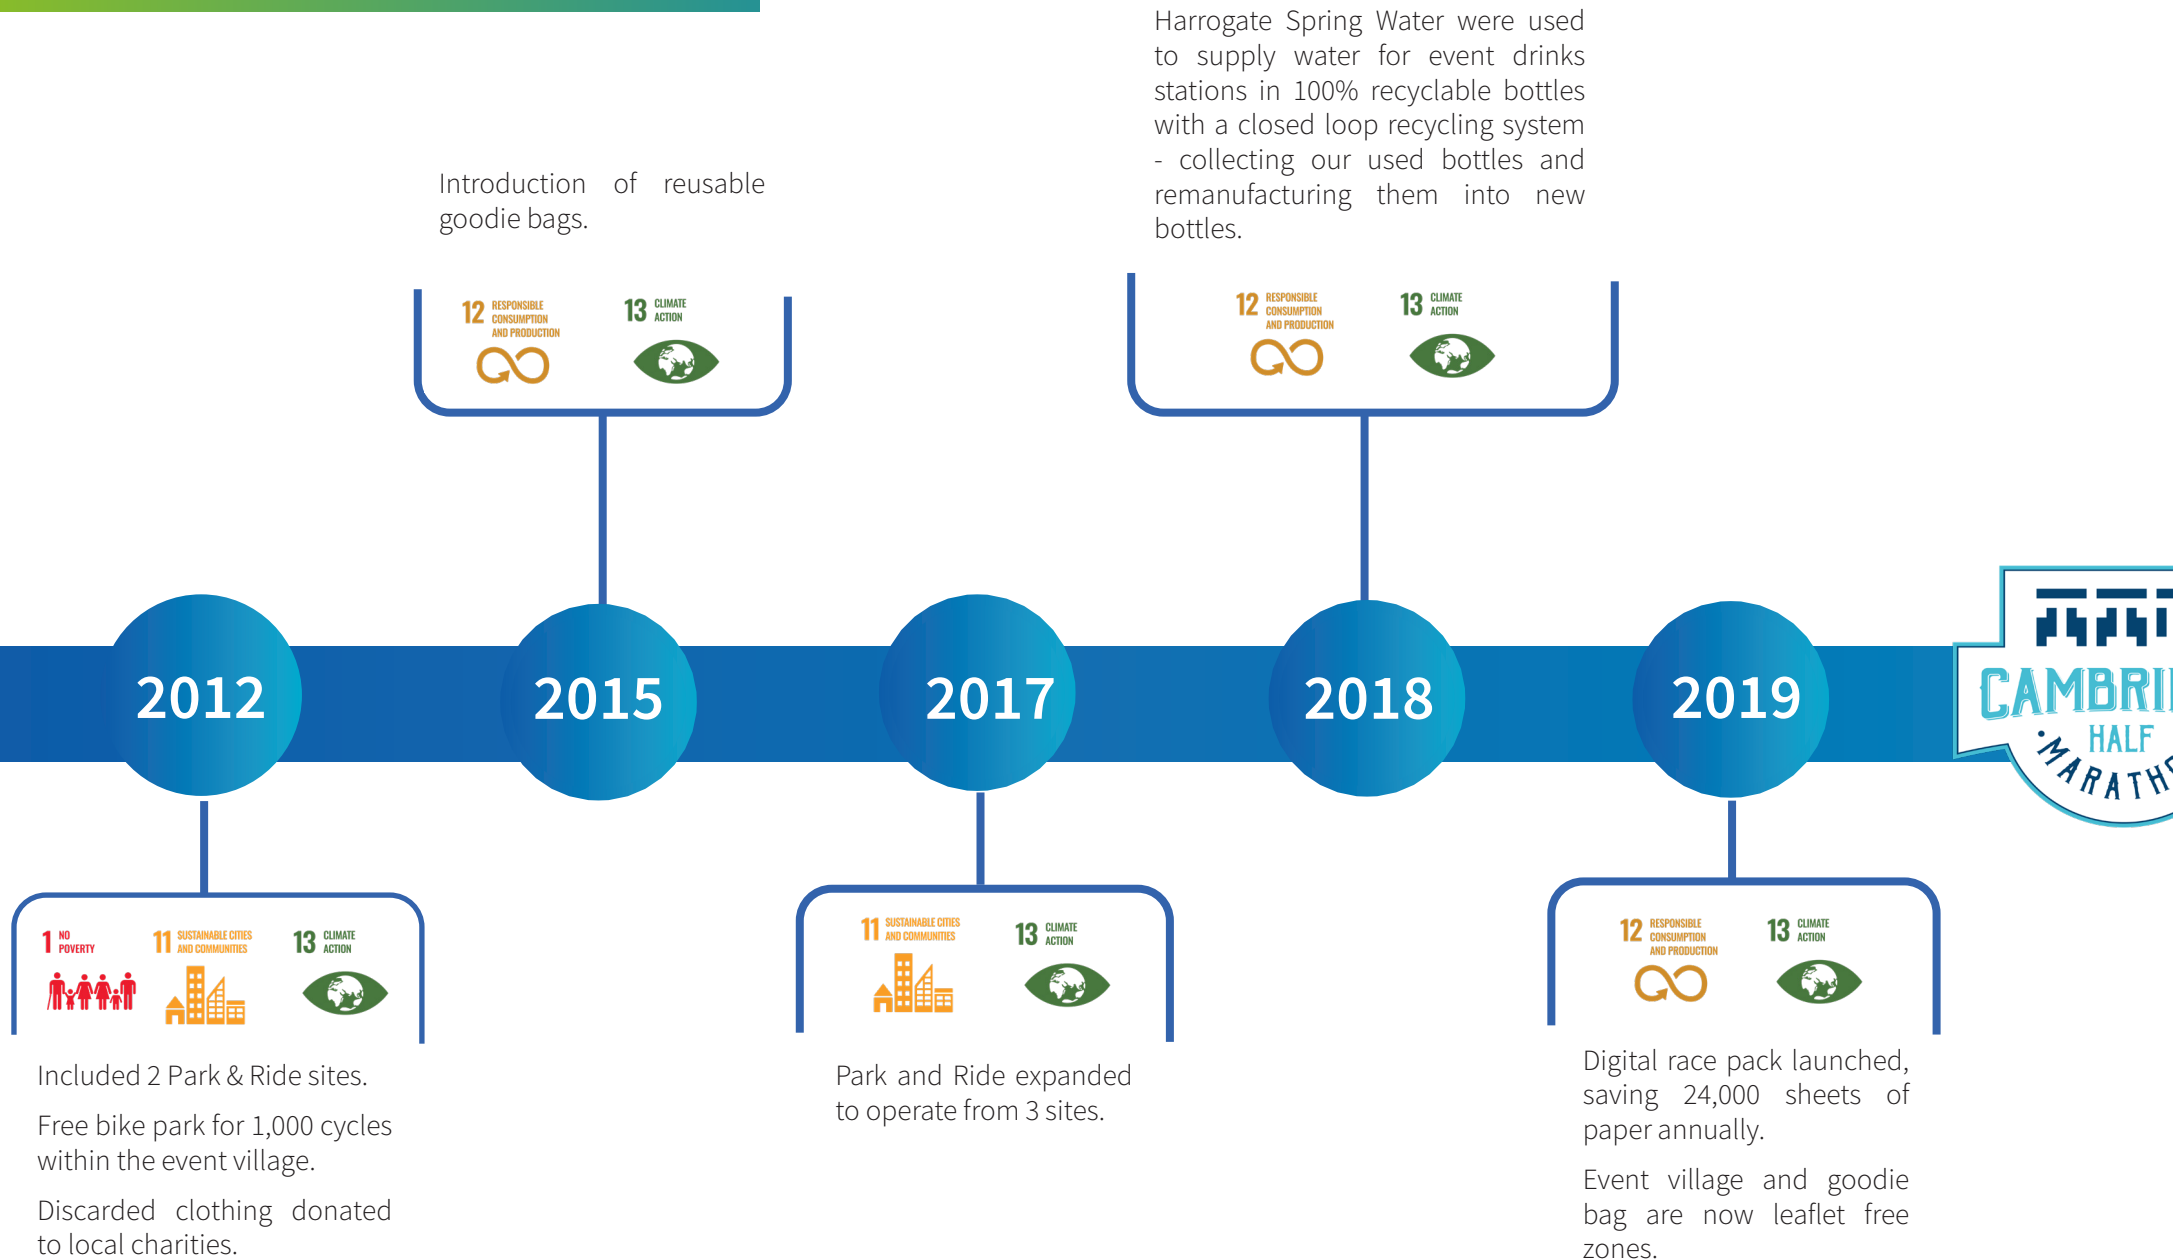 Harrogate Spring Water were used
to supply water for event drinks
stations in 100% recyclable bottles
with a closed loop recycling system
- collecting our used bottles and
remanufacturing them into new
bottles.
Introduction of reusable
goodie bags.
12 RESPONSIBLE
CONSUMPTION
AND PRODUCTION
13 CLIMATE
ACTION
12 RESPONSIBLE
CONSUMPTION
AND PRODUCTION
13 CLIMATE
ACTION
2012
2015
2017
2018
2019
CAMBRI
HALF
MARATH
1 NO
POVERTY
11 SUSTAINABLE CITIES
AND COMMUNITIES
13 CLIMATE
ACTION
Included 2 Park & Ride sites.
Free bike park for 1,000 cycles
within the event village.
Discarded clothing donated
to local charities.
11 SUSTAINABLE CITIES
AND COMMUNITIES
13 CLIMATE
ACTION
Park and Ride expanded
to operate from 3 sites.
12 RESPONSIBLE
CONSUMPTION
AND PRODUCTION
13 CLIMATE
ACTION
Digital race pack launched,
saving 24,000 sheets of
paper annually.
Event village and goodie
bag are now leaflet free
zones.